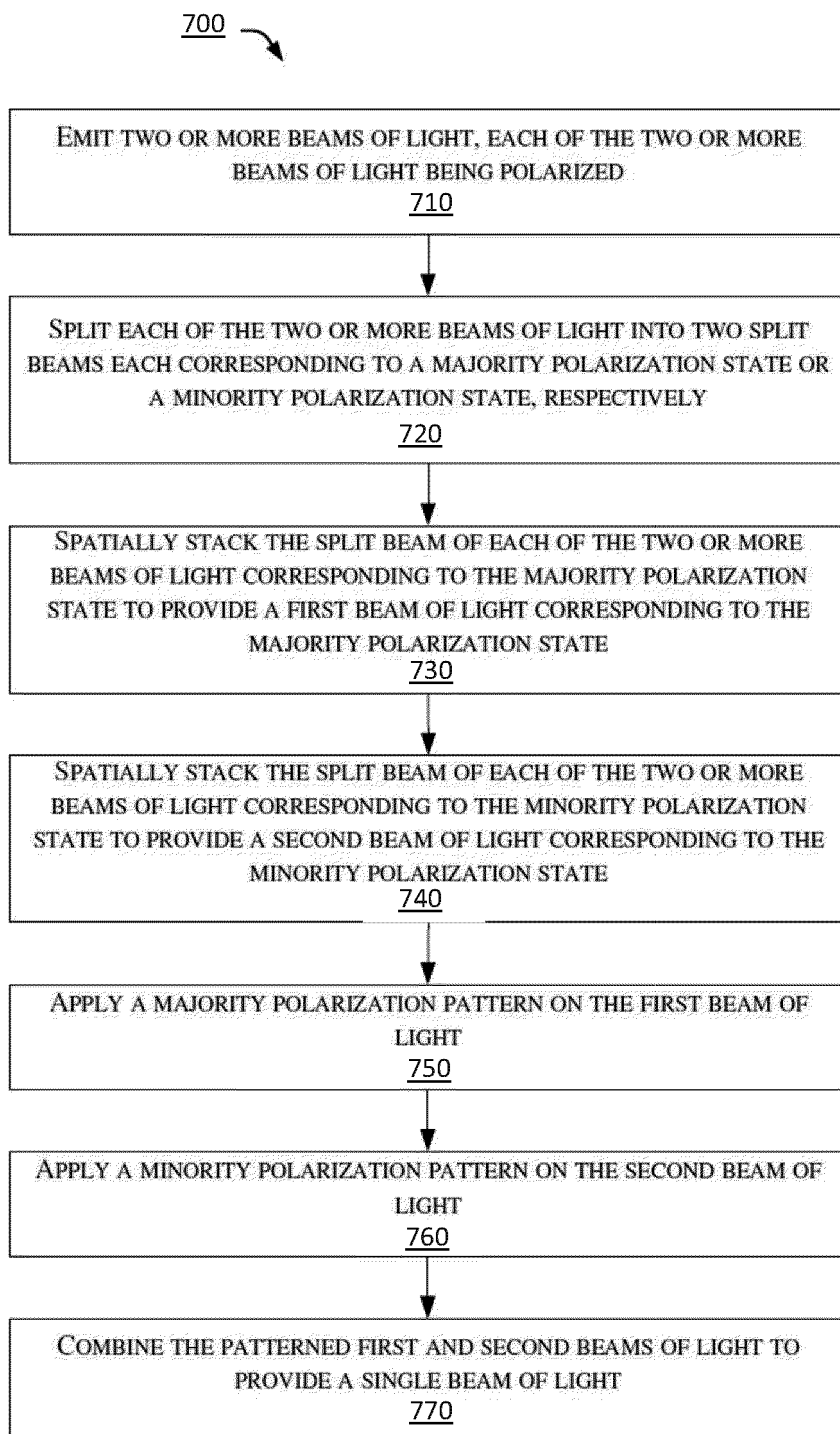 700
EMIT TWO OR MORE BEAMS OF LIGHT, EACH OF THE TWO OR MORE
BEAMS OF LIGHT BEING POLARIZED
710
SPLIT EACH OF THE TWO OR MORE BEAMS OF LIGHT INTO TWO SPLIT
BEAMS EACH CORRESPONDING TO A MAJORITY POLARIZATION STATE OR
A MINORITY POLARIZATION STATE, RESPECTIVELY
720
SPATIALLY STACK THE SPLIT BEAM OF EACH OF THE TWO OR MORE
BEAMS OF LIGHT CORRESPONDING TO THE MAJORITY POLARIZATION
STATE TO PROVIDE A FIRST BEAM OF LIGHT CORRESPONDING TO THE
MAJORITY POLARIZATION STATE
730
SPATIALLY STACK THE SPLIT BEAM OF EACH OF THE TWO OR MORE
BEAMS OF LIGHT CORRESPONDING TO THE MINORITY POLARIZATION
STATE TO PROVIDE A SECOND BEAM OF LIGHT CORRESPONDING TO THE
MINORITY POLARIZATION STATE
740
APPLY A MAJORITY POLARIZATION PATTERN ON THE FIRST BEAM OF
LIGHT
750
APPLY A MINORITY POLARIZATION PATTERN ON THE SECOND BEAM OF
LIGHT
760
COMBINE THE PATTERNED FIRST AND SECOND BEAMS OF LIGHT TO
PROVIDE A SINGLE BEAM OF LIGHT
770